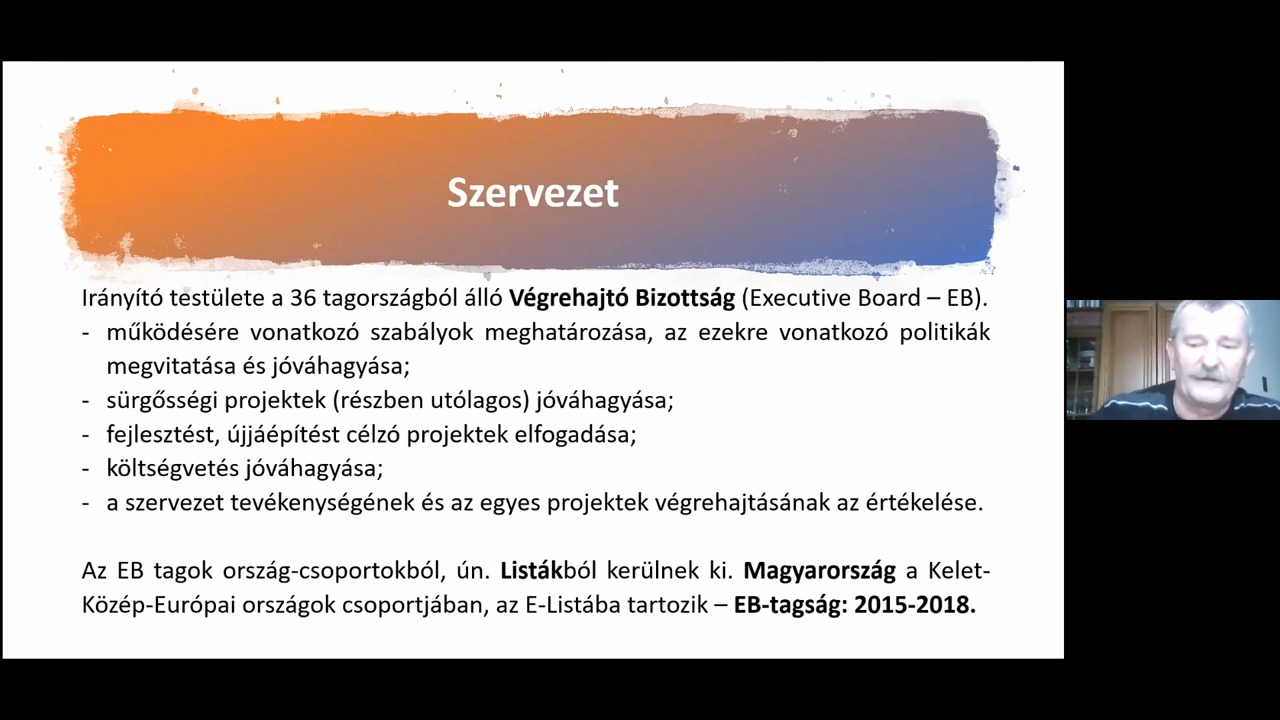 Szervezet
Irányító testülete a 36 tagországból álló Végrehajtó Bizottság (Executive Board – EB).
- működésére vonatkozó szabályok meghatározása, az ezekre vonatkozó politikák
megvitatása és jóváhagyása;
- sürgősségi projektek (részben utólagos) jóváhagyása;
- fejlesztést, újjáépítést célzó projektek elfogadása;
- költségvetés jóváhagyása;
- a szervezet tevékenységének és az egyes projektek végrehajtásának az értékelése.
Az EB tagok ország-csoportokból, ún. Listákból kerülnek ki. Magyarország a Kelet-
Közép-Európai országok csoportjában, az E-Listába tartozik – EB-tagság: 2015-2018.